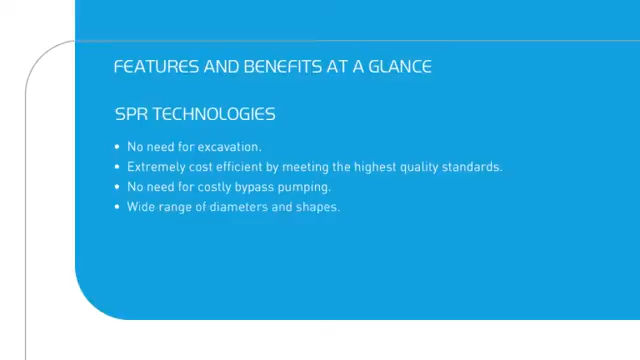 FEATURES AND BENEFITS AT A GLANCE
SPR TECHNOLOGIES
• No need for excavation.
• Extremely cost efficient by meeting the highest quality standards.
• No need for costly bypass pumping.
• Wide range of diameters and shapes.